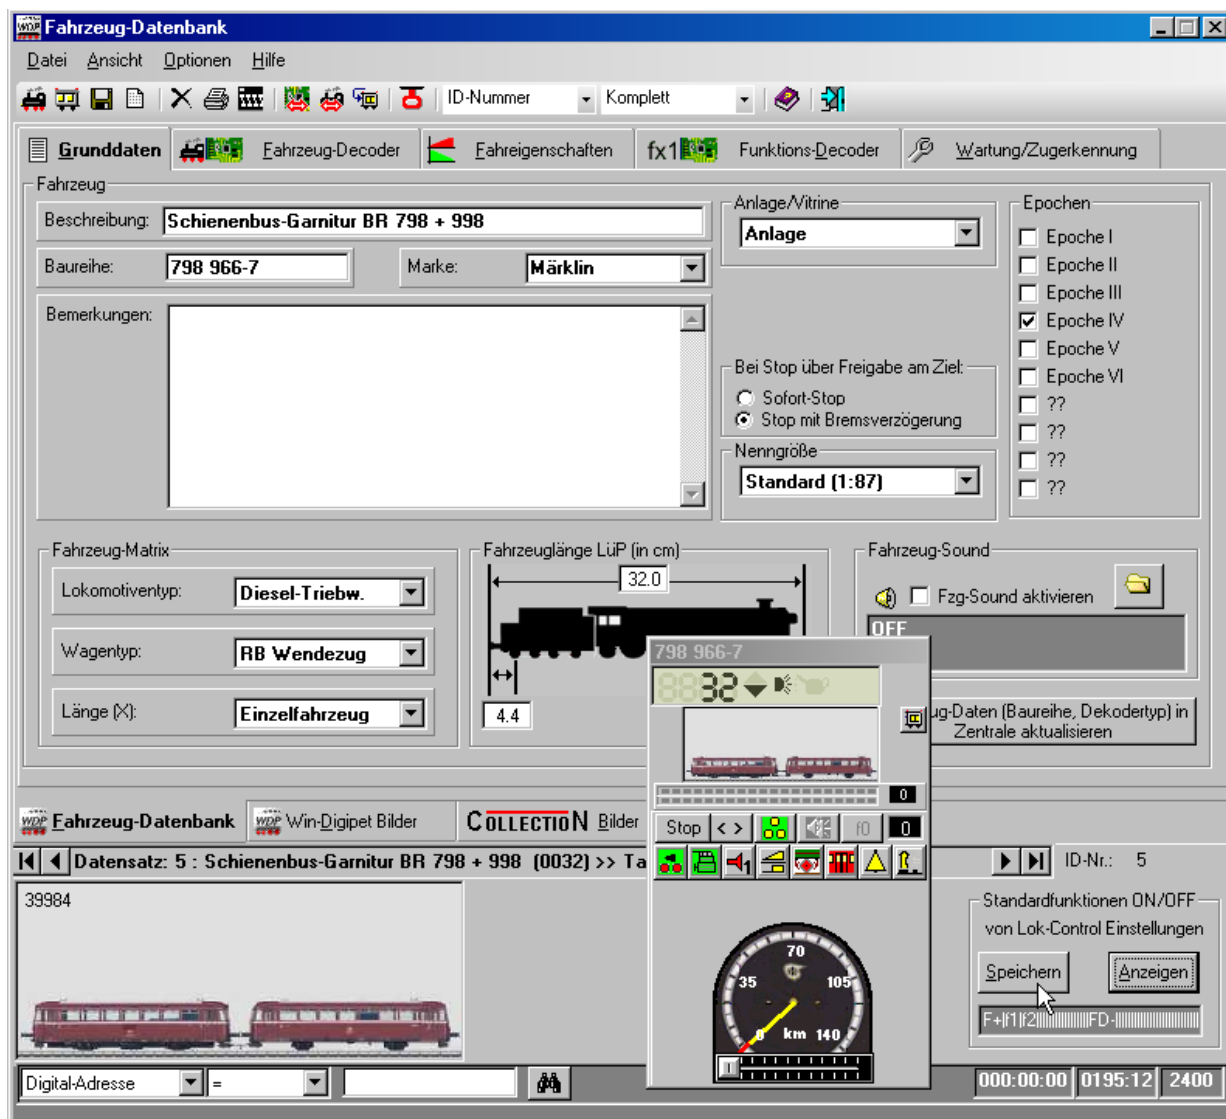 WDP Fahrzeug-Datenbank
Datei Ansicht Optionen Hilfe
ID-Nummer Komplett
Grunddaten Fahrzeug-Decoder Fahreigenschaften fx1 Funktions-Decoder Wartung/Zugerkennung
Fahrzeug
Beschreibung: Schienenbus-Garnitur BR 798 + 998
Baureihe: 798 966-7 Marke: Märklin
Bemerkungen:
Anlage/Vitrine
Anlage
Bei Stop über Freigabe am Ziel:
Sofort-Stop
Stop mit Bremsverzögerung
Nenngröße
Standard (1:87)
Epochen
Epoche I
Epoche II
Epoche III
Epoche IV
Epoche V
Epoche VI
??
??
??
??
Fahrzeug-Matrix
Lokomotiventyp: Diesel-Triebw.
Wagentyp: RB Wendezug
Länge (X): Einzelfahrzeug
Fahrzeuglänge LüP (in cm)
32.0
4.4
Fahrzeug-Sound
Fzg-Sound aktivieren
OFF
ug-Daten (Baureihe, Dekodertyp) in
Zentrale aktualisieren
798 966-7
32
0
Stop < > f0 0
1
70
35 105
0 km 140
WDP Fahrzeug-Datenbank WDP Win-Digipet Bilder COLLECTION Bilder
Datensatz: 5 : Schienenbus-Garnitur BR 798 + 998 (0032) >> Ta ID-Nr.: 5
39984
Standardfunktionen ON/OFF
von Lok-Control Einstellungen
Speichern Anzeigen
F+|f1|f2||||||||||||||FD-||||||||||||||||||||||
Digital-Adresse = 000:00:00 0195:12 2400